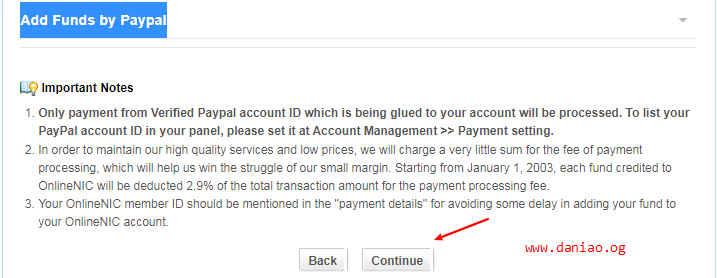 Add Funds by Paypal
Important Notes
1. Only payment from Verified Paypal account ID which is being glued to your account will be processed. To list your
PayPal account ID in your panel, please set it at Account Management >> Payment setting.
2. In order to maintain our high quality services and low prices, we will charge a very little sum for the fee of payment
processing, which will help us win the struggle of our small margin. Starting from January 1, 2003, each fund credited to
OnlineNIC will be deducted 2.9% of the total transaction amount for the payment processing fee.
3. Your OnlineNIC member ID should be mentioned in the "payment details" for avoiding some delay in adding your fund to
your OnlineNIC account.
Back Continue
www.daniao.og